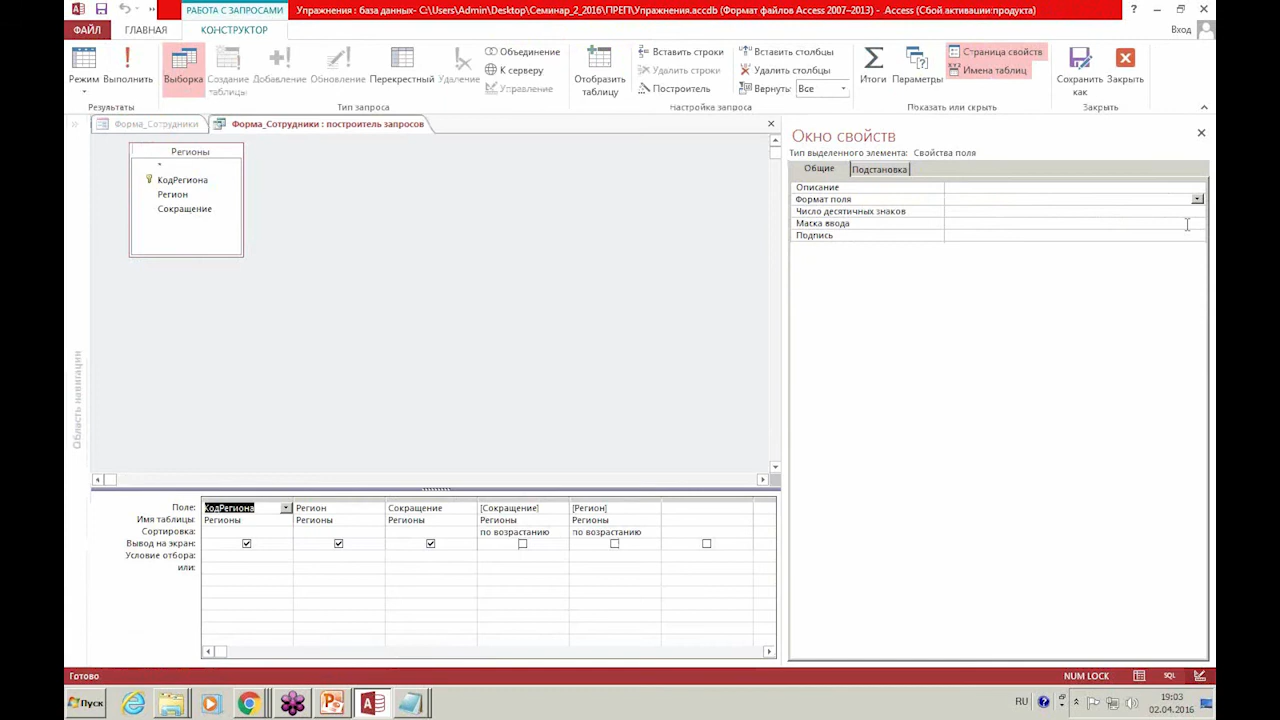 РАБОТА С ЗАПРОСАМИ
Упражнения : база данных- C:\Users\Admin\Desktop\Семинар_2_2016\ПРЕП\Упражнения.accdb (Формат файлов Access 2007–2013) - Access (Сбой активации продукта)
ФАЙЛ ГЛАВНАЯ КОНСТРУКТОР Вход
Режим Выполнить
Результаты
Выборка Создание таблицы Добавление Обновление Перекрестный Удаление
Объединение
К серверу
Управление
Тип запроса
Отобразить таблицу
Вставить строки
Удалить строки
Построитель
Вставить столбцы
Удалить столбцы
Вернуть: Все
Настройка запроса
Итоги Параметры
Страница свойств
Имена таблиц
Показать или скрыть
Сохранить как Закрыть
Закрыть
Форма_Сотрудники Форма_Сотрудники : построитель запросов
Область навигации
Регионы
*
КодРегиона
Регион
Сокращение
Окно свойств
Тип выделенного элемента: Свойства поля
Общие Подстановка
Описание
Формат поля
Число десятичных знаков
Маска ввода
Подпись
Поле: КодРегиона Регион Сокращение [Сокращение] [Регион]
Имя таблицы: Регионы Регионы Регионы Регионы Регионы
Сортировка: по возрастанию по возрастанию
Вывод на экран:
Условие отбора:
или:
Готово NUM LOCK SQL
Пуск RU 19:03
02.04.2016